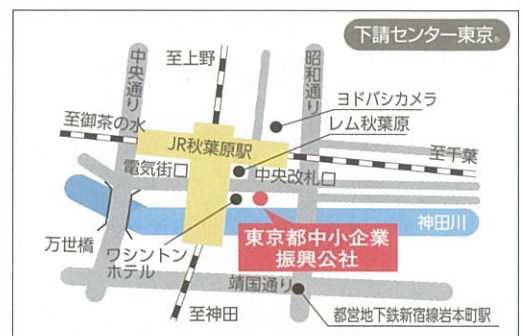 下請センター東京®
中央通り
至上野
昭和通り
ヨドバシカメラ
至御茶の水
レム秋葉原
JR秋葉原駅
至千葉
電気街口
中央改札口
神田川
東京都中小企業
振興公社
万世橋
ワシントン
ホテル
靖国通り
至神田
都営地下鉄新宿線岩本町駅